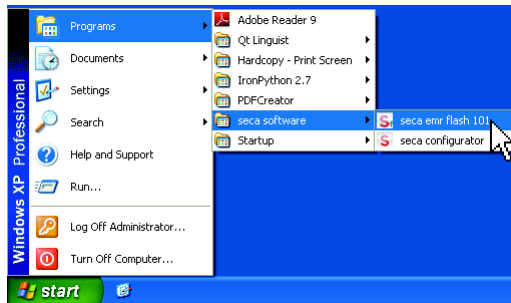 Windows XP Professional
Programs
Documents
Settings
Search
Help and Support
Run...
Log Off Administrator...
Turn Off Computer...
Adobe Reader 9
Qt Linguist
Hardcopy - Print Screen
IronPython 2.7
PDFCreator
seca software
Startup
seca emr flash 101
seca configurator
start